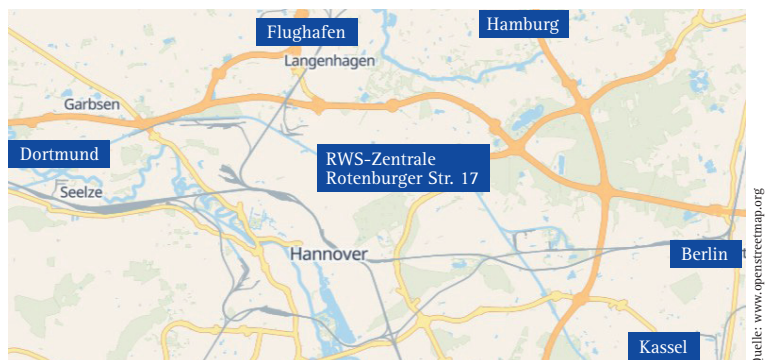 Flughafen
Hamburg
Langenhagen
Garbsen
Dortmund
RWS-Zentrale
Rotenburger Str. 17
Seelze
Hannover
Berlin
Kassel
Quelle: www.openstreetmap.org